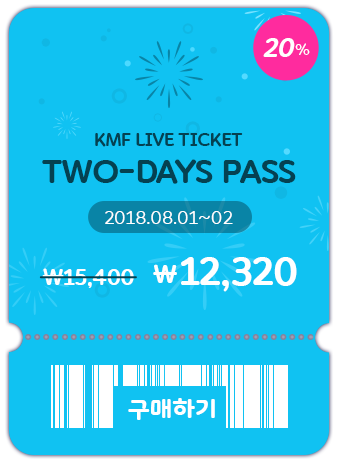 20%
KMF LIVE TICKET
TWO-DAYS PASS
2018.08.01~02
₩15,400 ₩12,320
구매하기